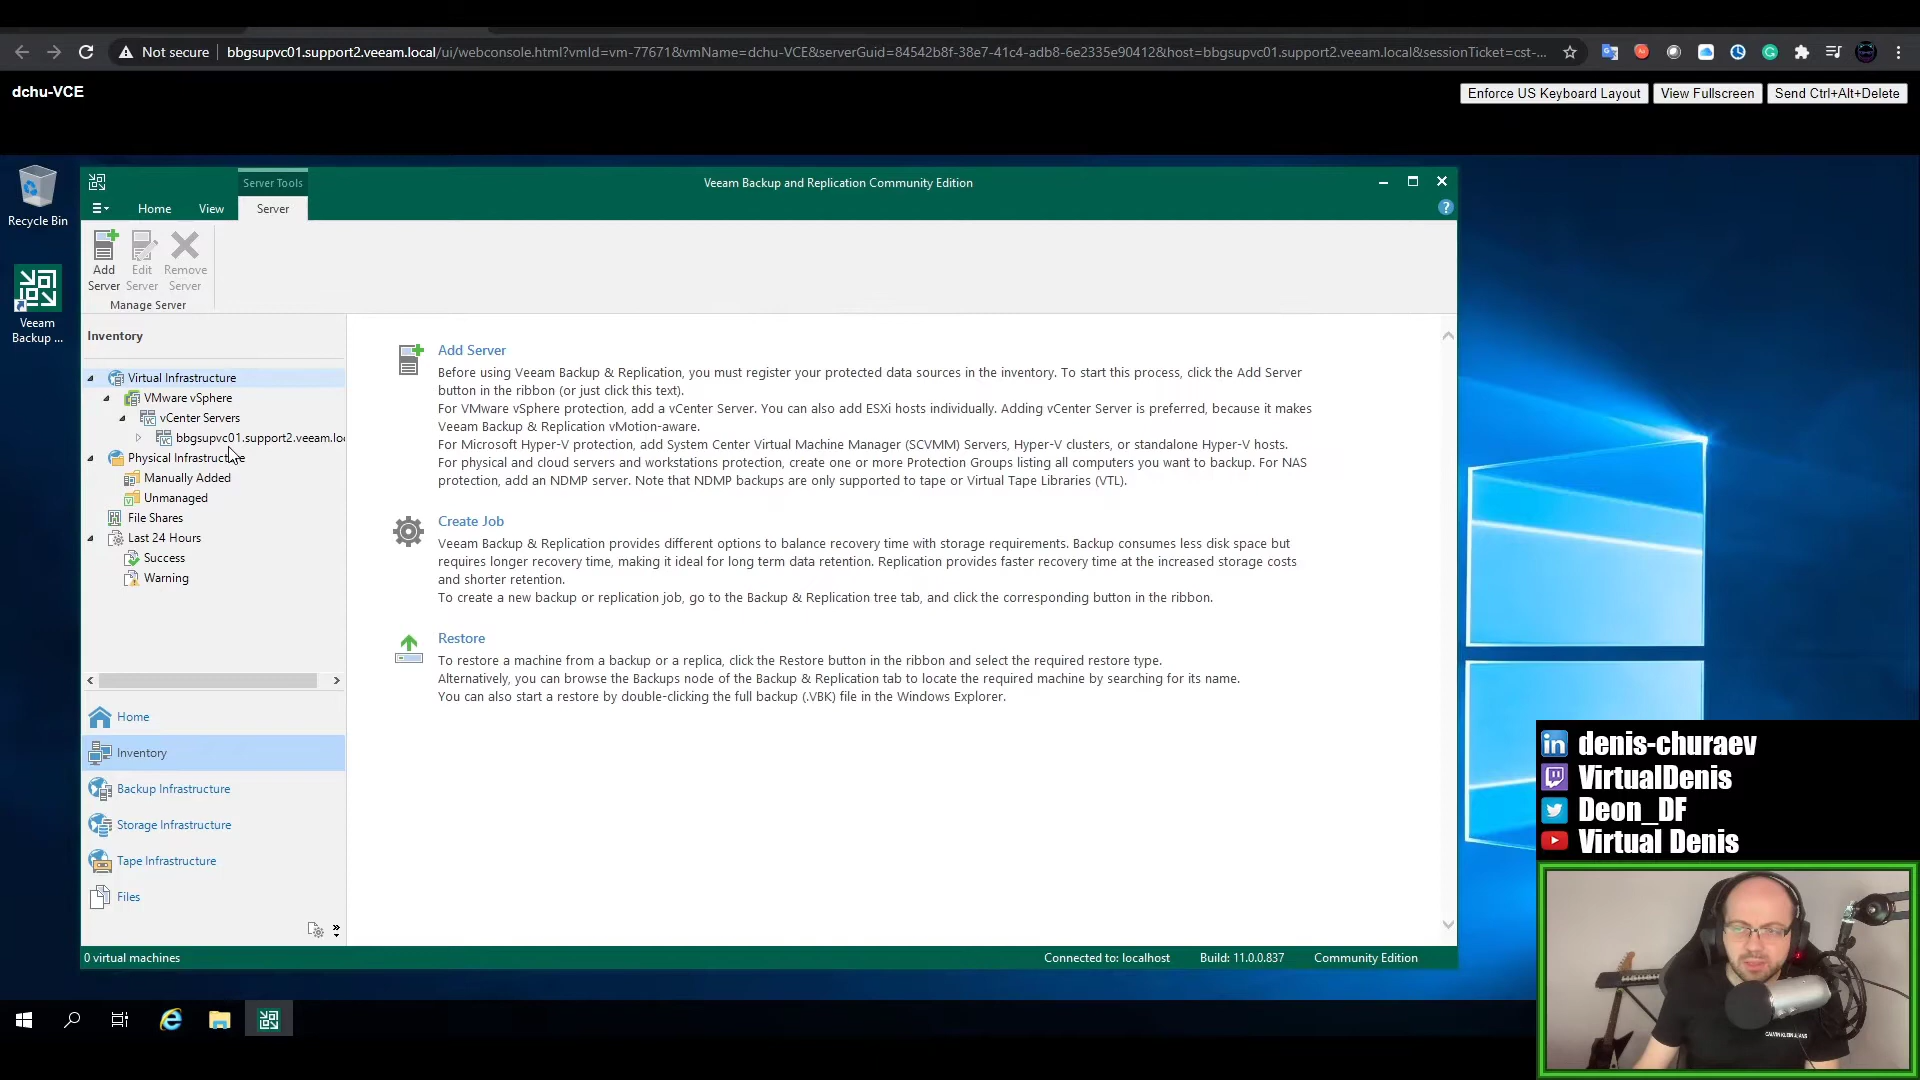 Not secure
bbgsupvc01.support2.veeam.local/ui/webconsole.html?vmId=vm-77671&vmName=dchu-VCE&serverGuid=84542b8f-38e7-41c4-adb8-6e2335e90412&host=bbgsupvc01.support2.veeam.local&sessionTicket=cst-...
dchu-VCE
Enforce US Keyboard Layout
View Fullscreen
Send Ctrl+Alt+Delete
Recycle Bin
Veeam
Backup ...
Server Tools
Veeam Backup and Replication Community Edition
Home
View
Server
Add
Server
Edit
Server
Remove
Server
Manage Server
Inventory
Virtual Infrastructure
VMware vSphere
vCenter Servers
bbgsupvc01.support2.veeam.loc
Physical Infrastructure
Manually Added
Unmanaged
File Shares
Last 24 Hours
Success
Warning
Home
Inventory
Backup Infrastructure
Storage Infrastructure
Tape Infrastructure
Files
Add Server
Before using Veeam Backup & Replication, you must register your protected data sources in the inventory. To start this process, click the Add Server
button in the ribbon (or just click this text).
For VMware vSphere protection, add a vCenter Server. You can also add ESXi hosts individually. Adding vCenter Server is preferred, because it makes
Veeam Backup & Replication vMotion-aware.
For Microsoft Hyper-V protection, add System Center Virtual Machine Manager (SCVMM) Servers, Hyper-V clusters, or standalone Hyper-V hosts.
For physical and cloud servers and workstations protection, create one or more Protection Groups listing all computers you want to backup. For NAS
protection, add an NDMP server. Note that NDMP backups are only supported to tape or Virtual Tape Libraries (VTL).
Create Job
Veeam Backup & Replication provides different options to balance recovery time with storage requirements. Backup consumes less disk space but
requires longer recovery time, making it ideal for long term data retention. Replication provides faster recovery time at the increased storage costs
and shorter retention.
To create a new backup or replication job, go to the Backup & Replication tree tab, and click the corresponding button in the ribbon.
Restore
To restore a machine from a backup or a replica, click the Restore button in the ribbon and select the required restore type.
Alternatively, you can browse the Backups node of the Backup & Replication tab to locate the required machine by searching for its name.
You can also start a restore by double-clicking the full backup (.VBK) file in the Windows Explorer.
0 virtual machines
Connected to: localhost
Build: 11.0.0.837
Community Edition
denis-churaev
VirtualDenis
Deon_DF
Virtual Denis
CALVIN KLEIN JEANS